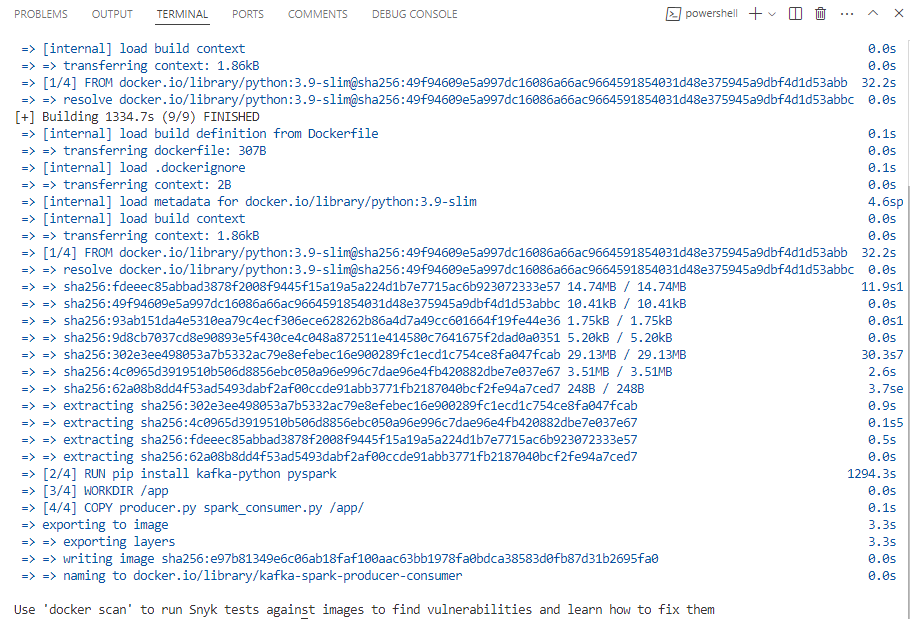 PROBLEMS OUTPUT TERMINAL PORTS COMMENTS DEBUG CONSOLE powershell
=> [internal] load build context 0.0s
=> => transferring context: 1.86kB 0.0s
=> [1/4] FROM docker.io/library/python:3.9-slim@sha256:49f94609e5a997dc16086a66ac9664591854031d48e375945a9dbf4d1d53abb 32.2s
=> => resolve docker.io/library/python:3.9-slim@sha256:49f94609e5a997dc16086a66ac9664591854031d48e375945a9dbf4d1d53abbc 0.0s
[+] Building 1334.7s (9/9) FINISHED
=> [internal] load build definition from Dockerfile 0.1s
=> => transferring dockerfile: 307B 0.0s
=> [internal] load .dockerignore 0.1s
=> => transferring context: 2B 0.0s
=> [internal] load metadata for docker.io/library/python:3.9-slim 4.6sp
=> [internal] load build context 0.0s
=> => transferring context: 1.86kB 0.0s
=> [1/4] FROM docker.io/library/python:3.9-slim@sha256:49f94609e5a997dc16086a66ac9664591854031d48e375945a9dbf4d1d53abb 32.2s
=> => resolve docker.io/library/python:3.9-slim@sha256:49f94609e5a997dc16086a66ac9664591854031d48e375945a9dbf4d1d53abbc 0.0s
=> => sha256:fdeeec85abbad3878f2008f9445f15a19a5a224d1b7e7715ac6b923072333e57 14.74MB / 14.74MB 11.9s1
=> => sha256:49f94609e5a997dc16086a66ac9664591854031d48e375945a9dbf4d1d53abbc 10.41kB / 10.41kB 0.0s
=> => sha256:93ab151da4e5310ea79c4ecf306ece628262b86a4d7a49cc601664f19fe44e36 1.75kB / 1.75kB 0.0s1
=> => sha256:9d8cb7037cd8e90893e5f430ce4c048a872511e414580c7641675f2dad0a0351 5.20kB / 5.20kB 0.0s
=> => sha256:302e3ee498053a7b5332ac79e8efebec16e900289fc1ecd1c754ce8fa047fcab 29.13MB / 29.13MB 30.3s7
=> => sha256:4c0965d3919510b506d8856ebc050a96e996c7dae96e4fb420882dbe7e037e67 3.51MB / 3.51MB 2.6s
=> => sha256:62a08b8dd4f53ad5493dabf2af00ccde91abb3771fb2187040bcf2fe94a7ced7 248B / 248B 3.7se
=> => extracting sha256:302e3ee498053a7b5332ac79e8efebec16e900289fc1ecd1c754ce8fa047fcab 0.9s
=> => extracting sha256:4c0965d3919510b506d8856ebc050a96e996c7dae96e4fb420882dbe7e037e67 0.1s5
=> => extracting sha256:fdeeec85abbad3878f2008f9445f15a19a5a224d1b7e7715ac6b923072333e57 0.5s
=> => extracting sha256:62a08b8dd4f53ad5493dabf2af00ccde91abb3771fb2187040bcf2fe94a7ced7 0.0s
=> [2/4] RUN pip install kafka-python pyspark 1294.3s
=> [3/4] WORKDIR /app 0.0s
=> [4/4] COPY producer.py spark_consumer.py /app/ 0.1s
=> exporting to image 3.3s
=> => exporting layers 3.3s
=> => writing image sha256:e97b81349e6c06ab18faf100aac63bb1978fa0bdca38583d0fb87d31b2695fa0 0.0s
=> => naming to docker.io/library/kafka-spark-producer-consumer 0.0s
Use 'docker scan' to run Snyk tests against images to find vulnerabilities and learn how to fix them